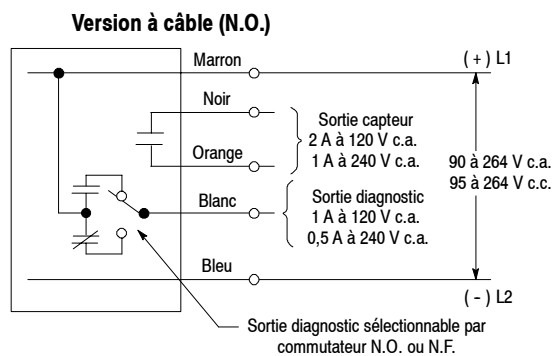 Version à câble (N.O.)
Marron
( + ) L1
Noir
Sortie capteur
2 A à 120 V c.a.
1 A à 240 V c.a.
Orange
90 à 264 V c.a.
95 à 264 V c.c.
Blanc
Sortie diagnostic
1 A à 120 V c.a.
0,5 A à 240 V c.a.
Bleu
( - ) L2
Sortie diagnostic sélectionnable par
commutateur N.O. ou N.F.